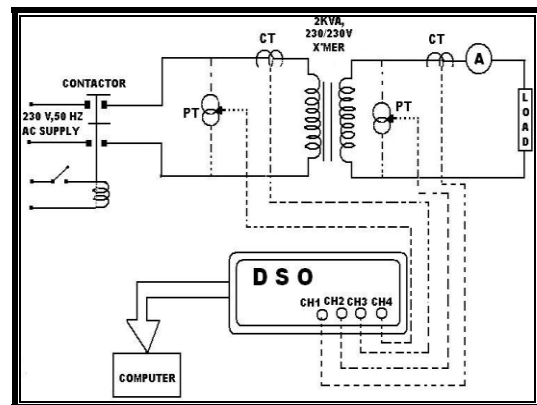 2KVA,
230/230V
X'MER
CT
CT
A
CONTACTOR
PT
PT
LOAD
230 V,50 HZ
AC SUPPLY
DSO
CH1 CH2 CH3 CH4
COMPUTER